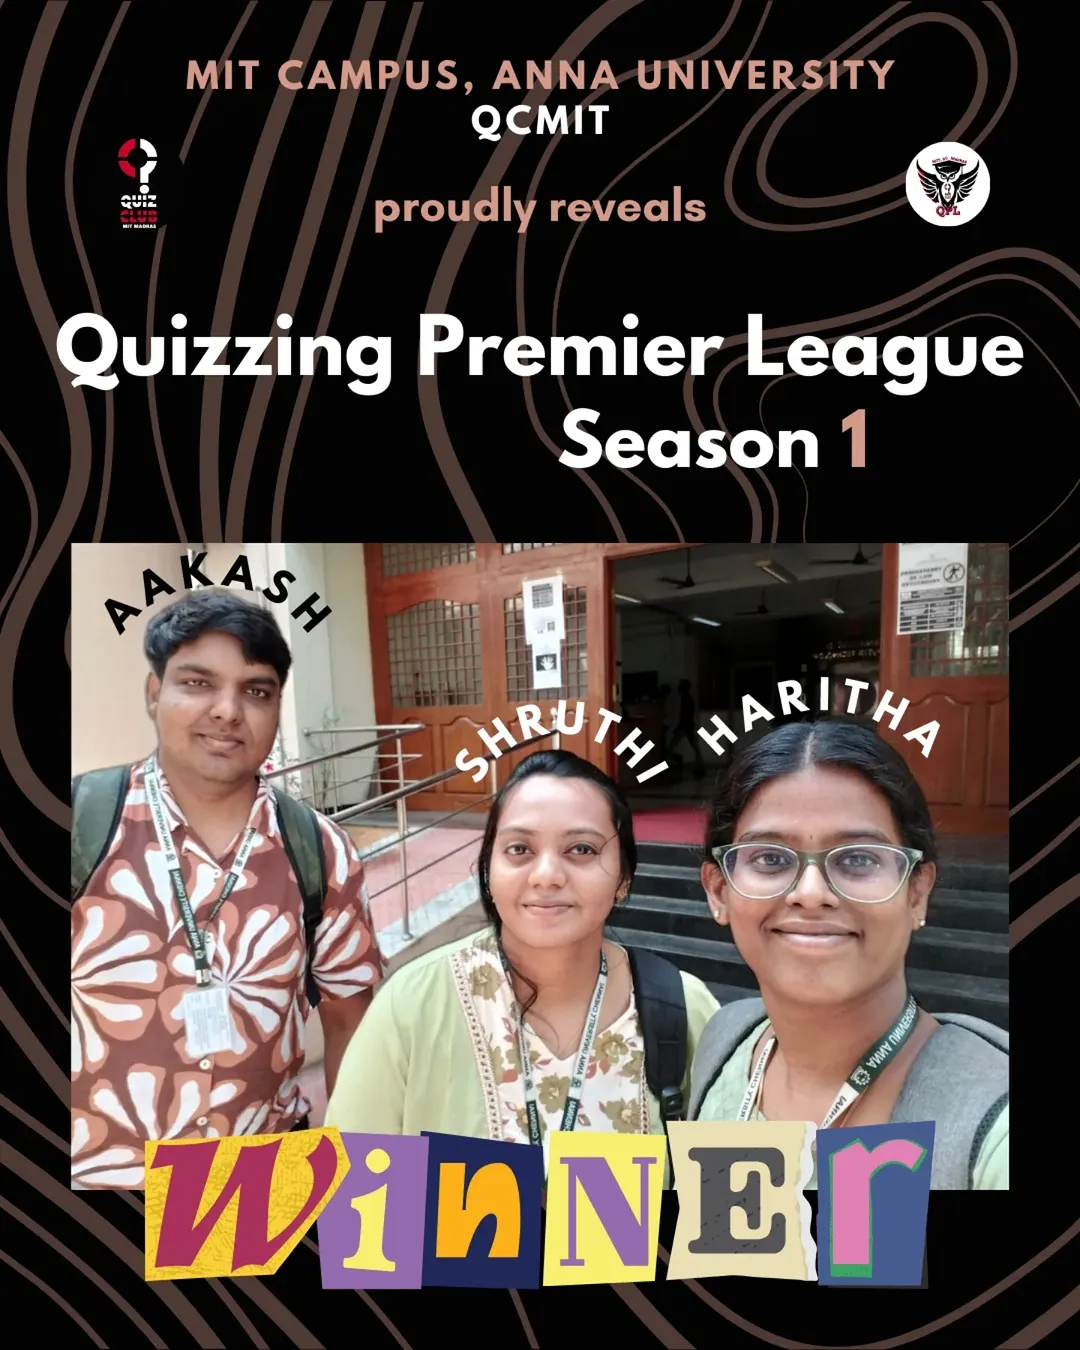 MIT CAMPUS, ANNA UNIVERSITY
QCMIT
QUIZ
CLUB
MIT MADRAS
QPL
proudly reveals
Quizzing Premier League
Season 1
AAKASH
SHRUTHI
HARITHA
WinNEr